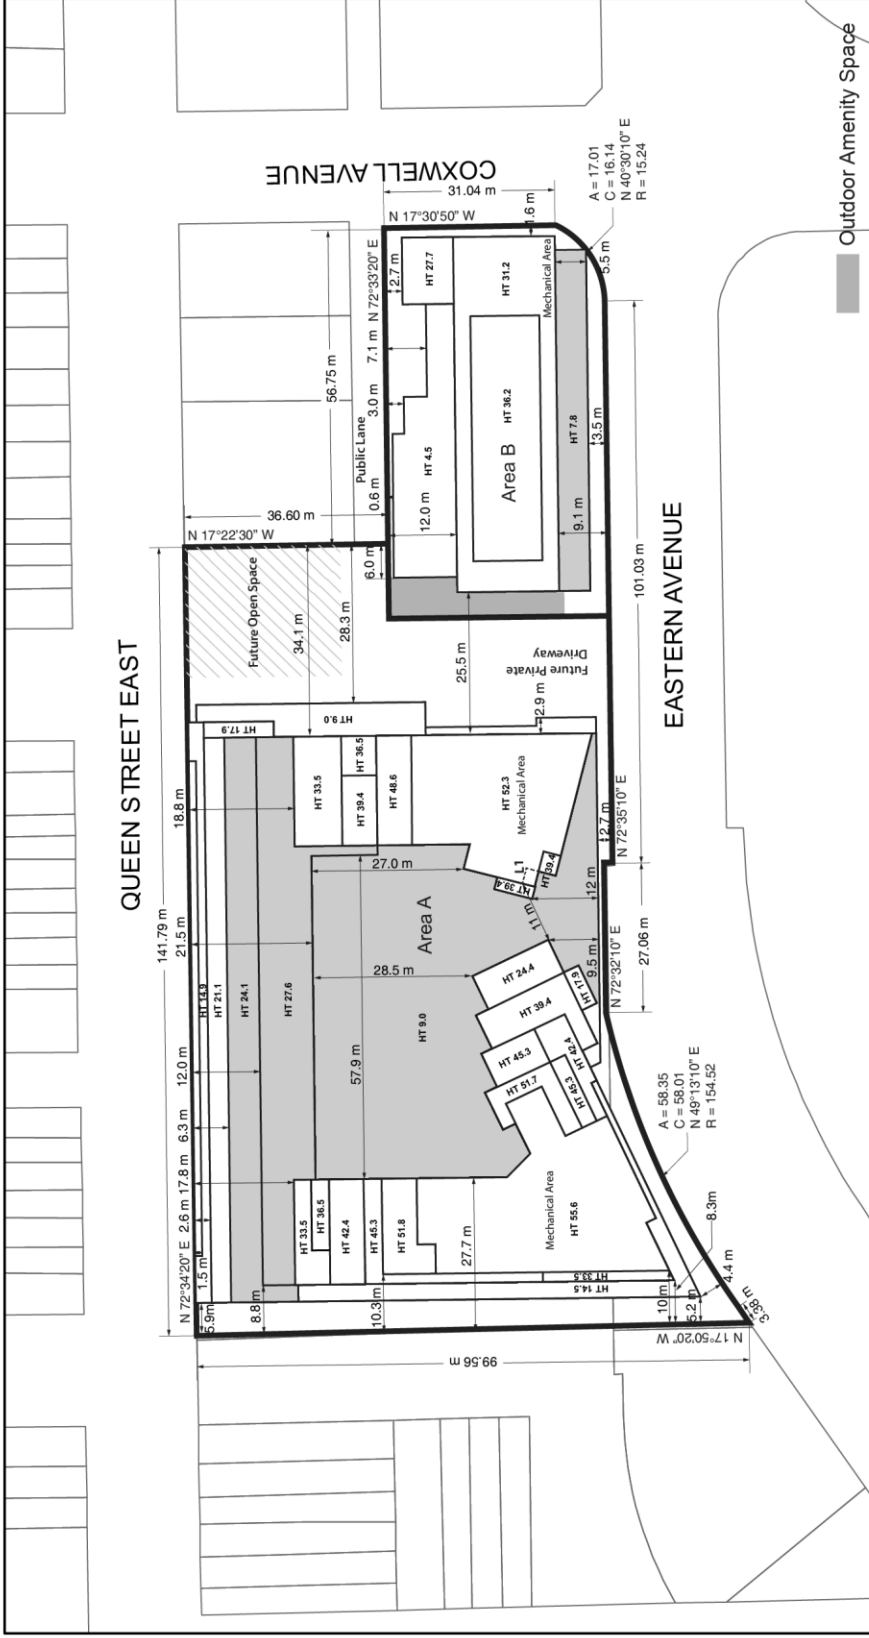 QUEEN STREET EAST
141.79 m
N 72°34'20" E
2.6 m
17.8 m
6.3 m
12.0 m
21.5 m
18.8 m
N 17°22'30" W
36.60 m
56.75 m
COXWELL AVENUE
N 17°30'50" W
31.04 m
N 72°33'20" E
Public Lane
0.6 m
3.0 m
7.1 m
2.7 m
1.6 m
A = 17.01
C = 16.14
N 40°30'10" E
R = 15.24
5.5 m
Future Open Space
34.1 m
28.3 m
6.0 m
12.0 m
HT 4.5
HT 27.7
HT 31.2
Mechanical Area
HT 36.2
Area B
HT 7.8
9.1 m
3.5 m
25.5 m
Future Private
Driveway
101.03 m
EASTERN AVENUE
1.5 m
5.9m
8.8 m
10.3 m
HT 14.9
HT 21.1
HT 24.1
HT 27.6
HT 17.9
HT 9.0
HT 33.5
HT 36.5
HT 39.4
HT 48.6
HT 52.3
Mechanical Area
2.9 m
27.0 m
28.5 m
57.9 m
Area A
HT 9.0
L1
HT 39.4
HT 39.4
11 m
12 m
2.7 m
N 72°35'10" E
9.5 m
N 72°32'10" E
27.06 m
HT 24.4
HT 17.9
HT 39.4
HT 42.4
HT 45.3
HT 45.3
HT 51.7
HT 33.5
HT 36.5
HT 42.4
HT 45.3
HT 51.8
27.7 m
Mechanical Area
HT 55.6
HT 33.5
HT 14.5
10 m
5.2 m
8.3m
4.4 m
3.38 m
A = 58.35
C = 58.01
N 49°13'10" E
R = 154.52
N 17°50'20" W
99.56 m
Outdoor Amenity Space